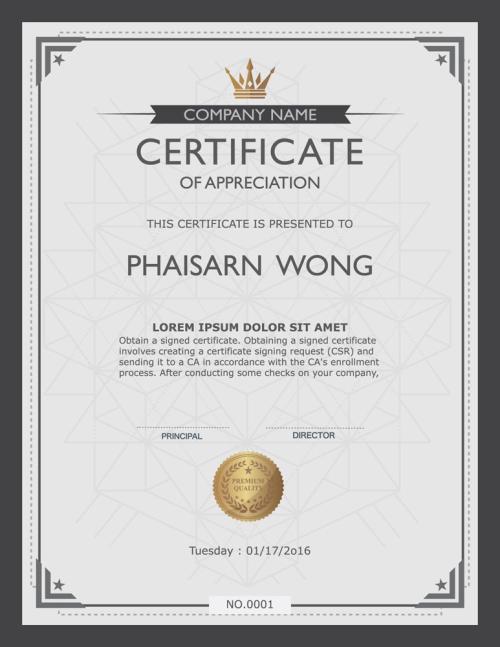 COMPANY NAME
CERTIFICATE
OF APPRECIATION
THIS CERTIFICATE IS PRESENTED TO
PHAISARN WONG
LOREM IPSUM DOLOR SIT AMET
Obtain a signed certificate. Obtaining a signed certificate
involves creating a certificate signing request (CSR) and
sending it to a CA in accordance with the CA's enrollment
process. After conducting some checks on your company,
PRINCIPAL
DIRECTOR
PREMIUM
QUALITY
Tuesday : 01/17/2o16
NO.0001